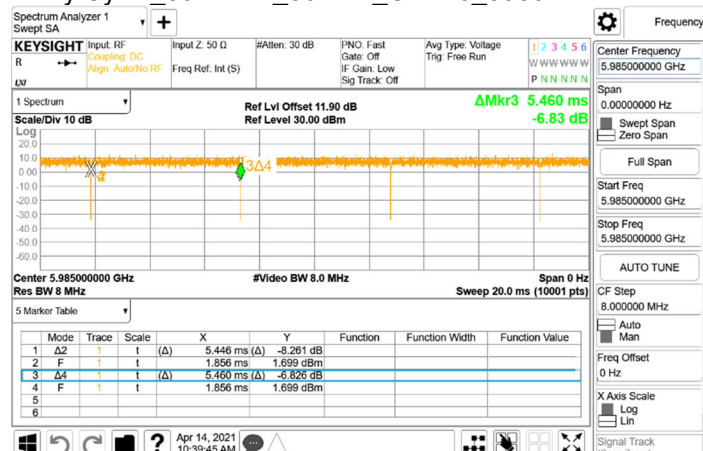 Spectrum Analyzer 1
Swept SA
Frequency
KEYSIGHT
R
LXI
Input: RF
Coupling: DC
Align: Auto/No RF
Input Z: 50 Ω
Freq Ref: Int (S)
#Atten: 30 dB
PNO: Fast
Gate: Off
IF Gain: Low
Sig Track: Off
Avg Type: Voltage
Trig: Free Run
1 2 3 4 5 6
W W W W W W
P N N N N N
1 Spectrum
Scale/Div 10 dB
Ref Lvl Offset 11.90 dB
Ref Level 30.00 dBm
ΔMkr3 5.460 ms
-6.83 dB
Log
20.0
10.0
0.00
-10.0
-20.0
-30.0
-40.0
-50.0
-60.0
3Δ4
Center 5.985000000 GHz
Res BW 8 MHz
#Video BW 8.0 MHz
Span 0 Hz
Sweep 20.0 ms (10001 pts)
5 Marker Table
Mode Trace Scale X Y Function Function Width Function Value
1 Δ2 1 t (Δ) 5.446 ms (Δ) -8.261 dB
2 F 1 t 1.856 ms 1.699 dBm
3 Δ4 1 t (Δ) 5.460 ms (Δ) -6.826 dB
4 F 1 t 1.856 ms 1.699 dBm
5
6
Apr 14, 2021
10:39:45 AM
Center Frequency
5.985000000 GHz
Span
0.00000000 Hz
Swept Span
Zero Span
Full Span
Start Freq
5.985000000 GHz
Stop Freq
5.985000000 GHz
AUTO TUNE
CF Step
8.000000 MHz
Auto
Man
Freq Offset
0 Hz
X Axis Scale
Log
Lin
Signal Track